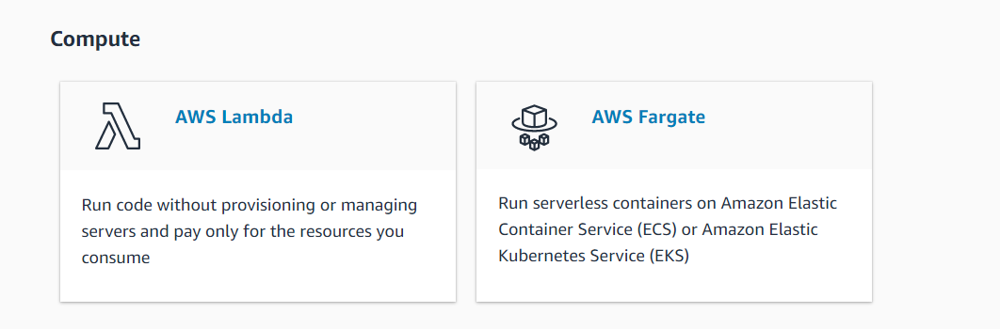 Compute
AWS Lambda
Run code without provisioning or managing
servers and pay only for the resources you
consume
AWS Fargate
Run serverless containers on Amazon Elastic
Container Service (ECS) or Amazon Elastic
Kubernetes Service (EKS)